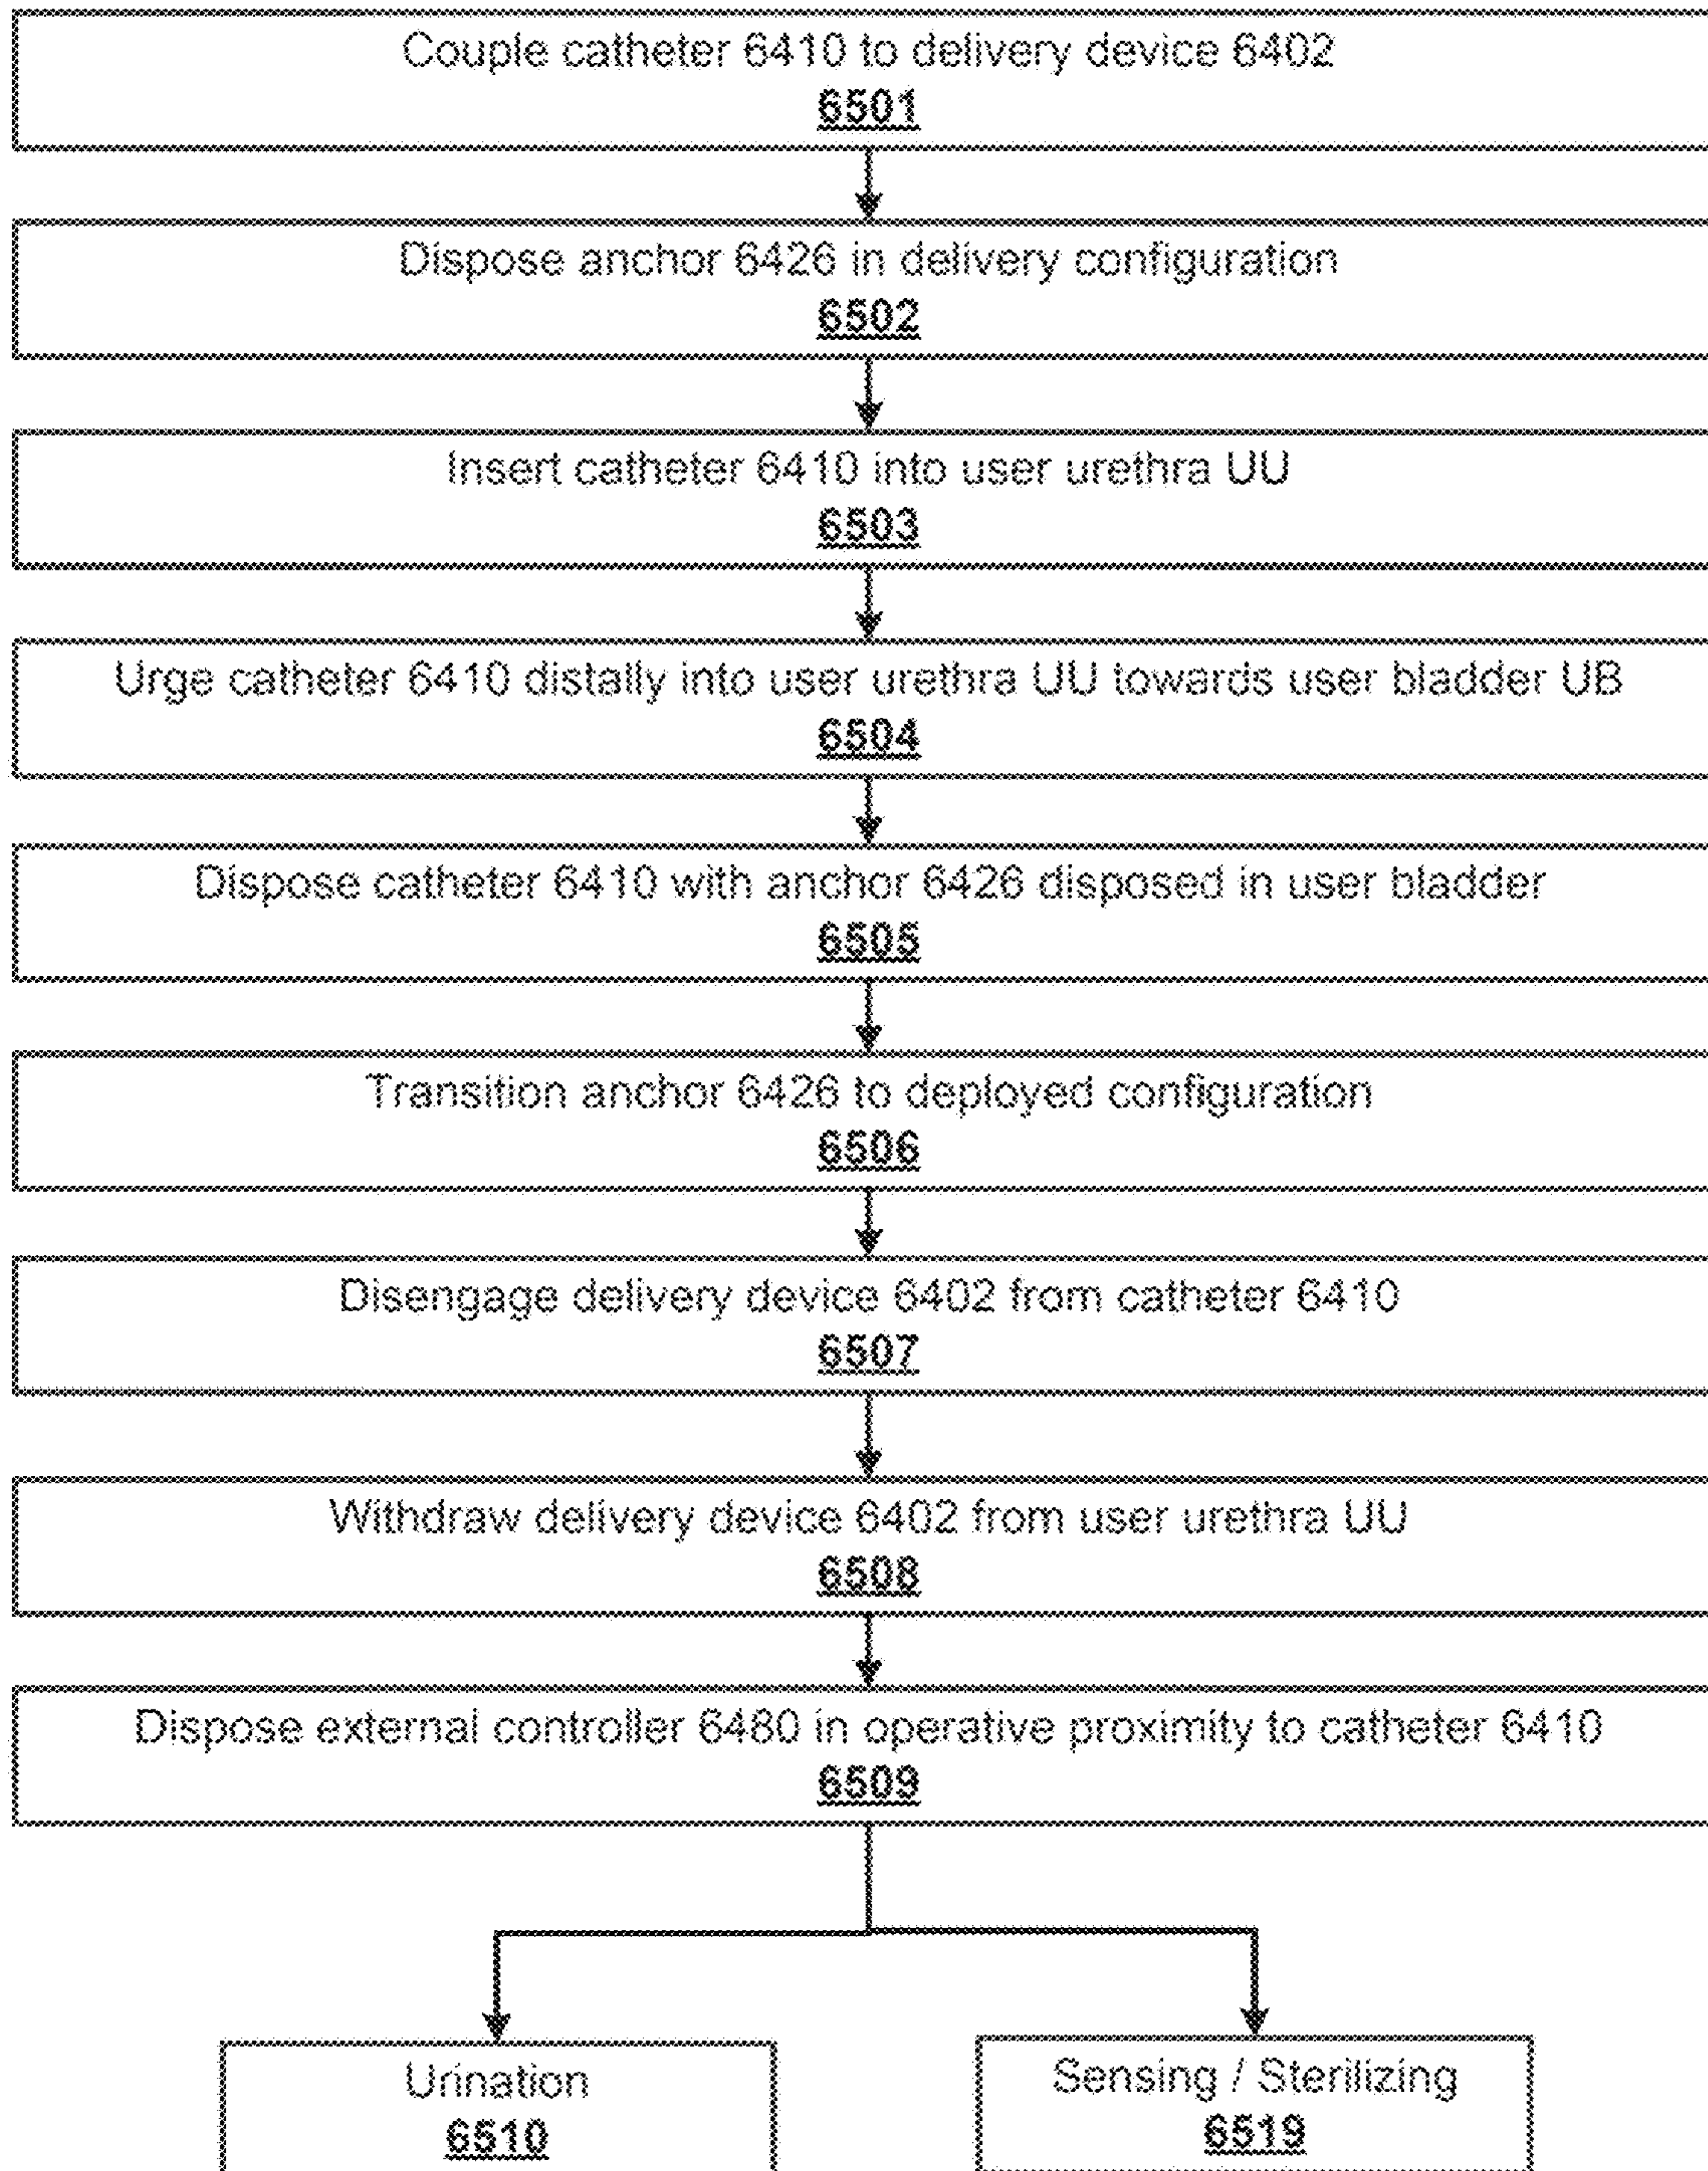 Couple catheter 6410 to delivery device 6402
6501
Dispose anchor 6426 in delivery configuration
6502
Insert catheter 6410 into user urethra UU
6503
Urge catheter 6410 distally into user urethra UU towards user bladder UB
6504
Dispose catheter 6410 with anchor 6426 disposed in user bladder
6505
Transition anchor 6426 to deployed configuration
6506
Disengage delivery device 6402 from catheter 6410
6507
Withdraw delivery device 6402 from user urethra UU
6508
Dispose external controller 6480 in operative proximity to catheter 6410
6509
Urination
6510
Sensing / Sterilizing
6519